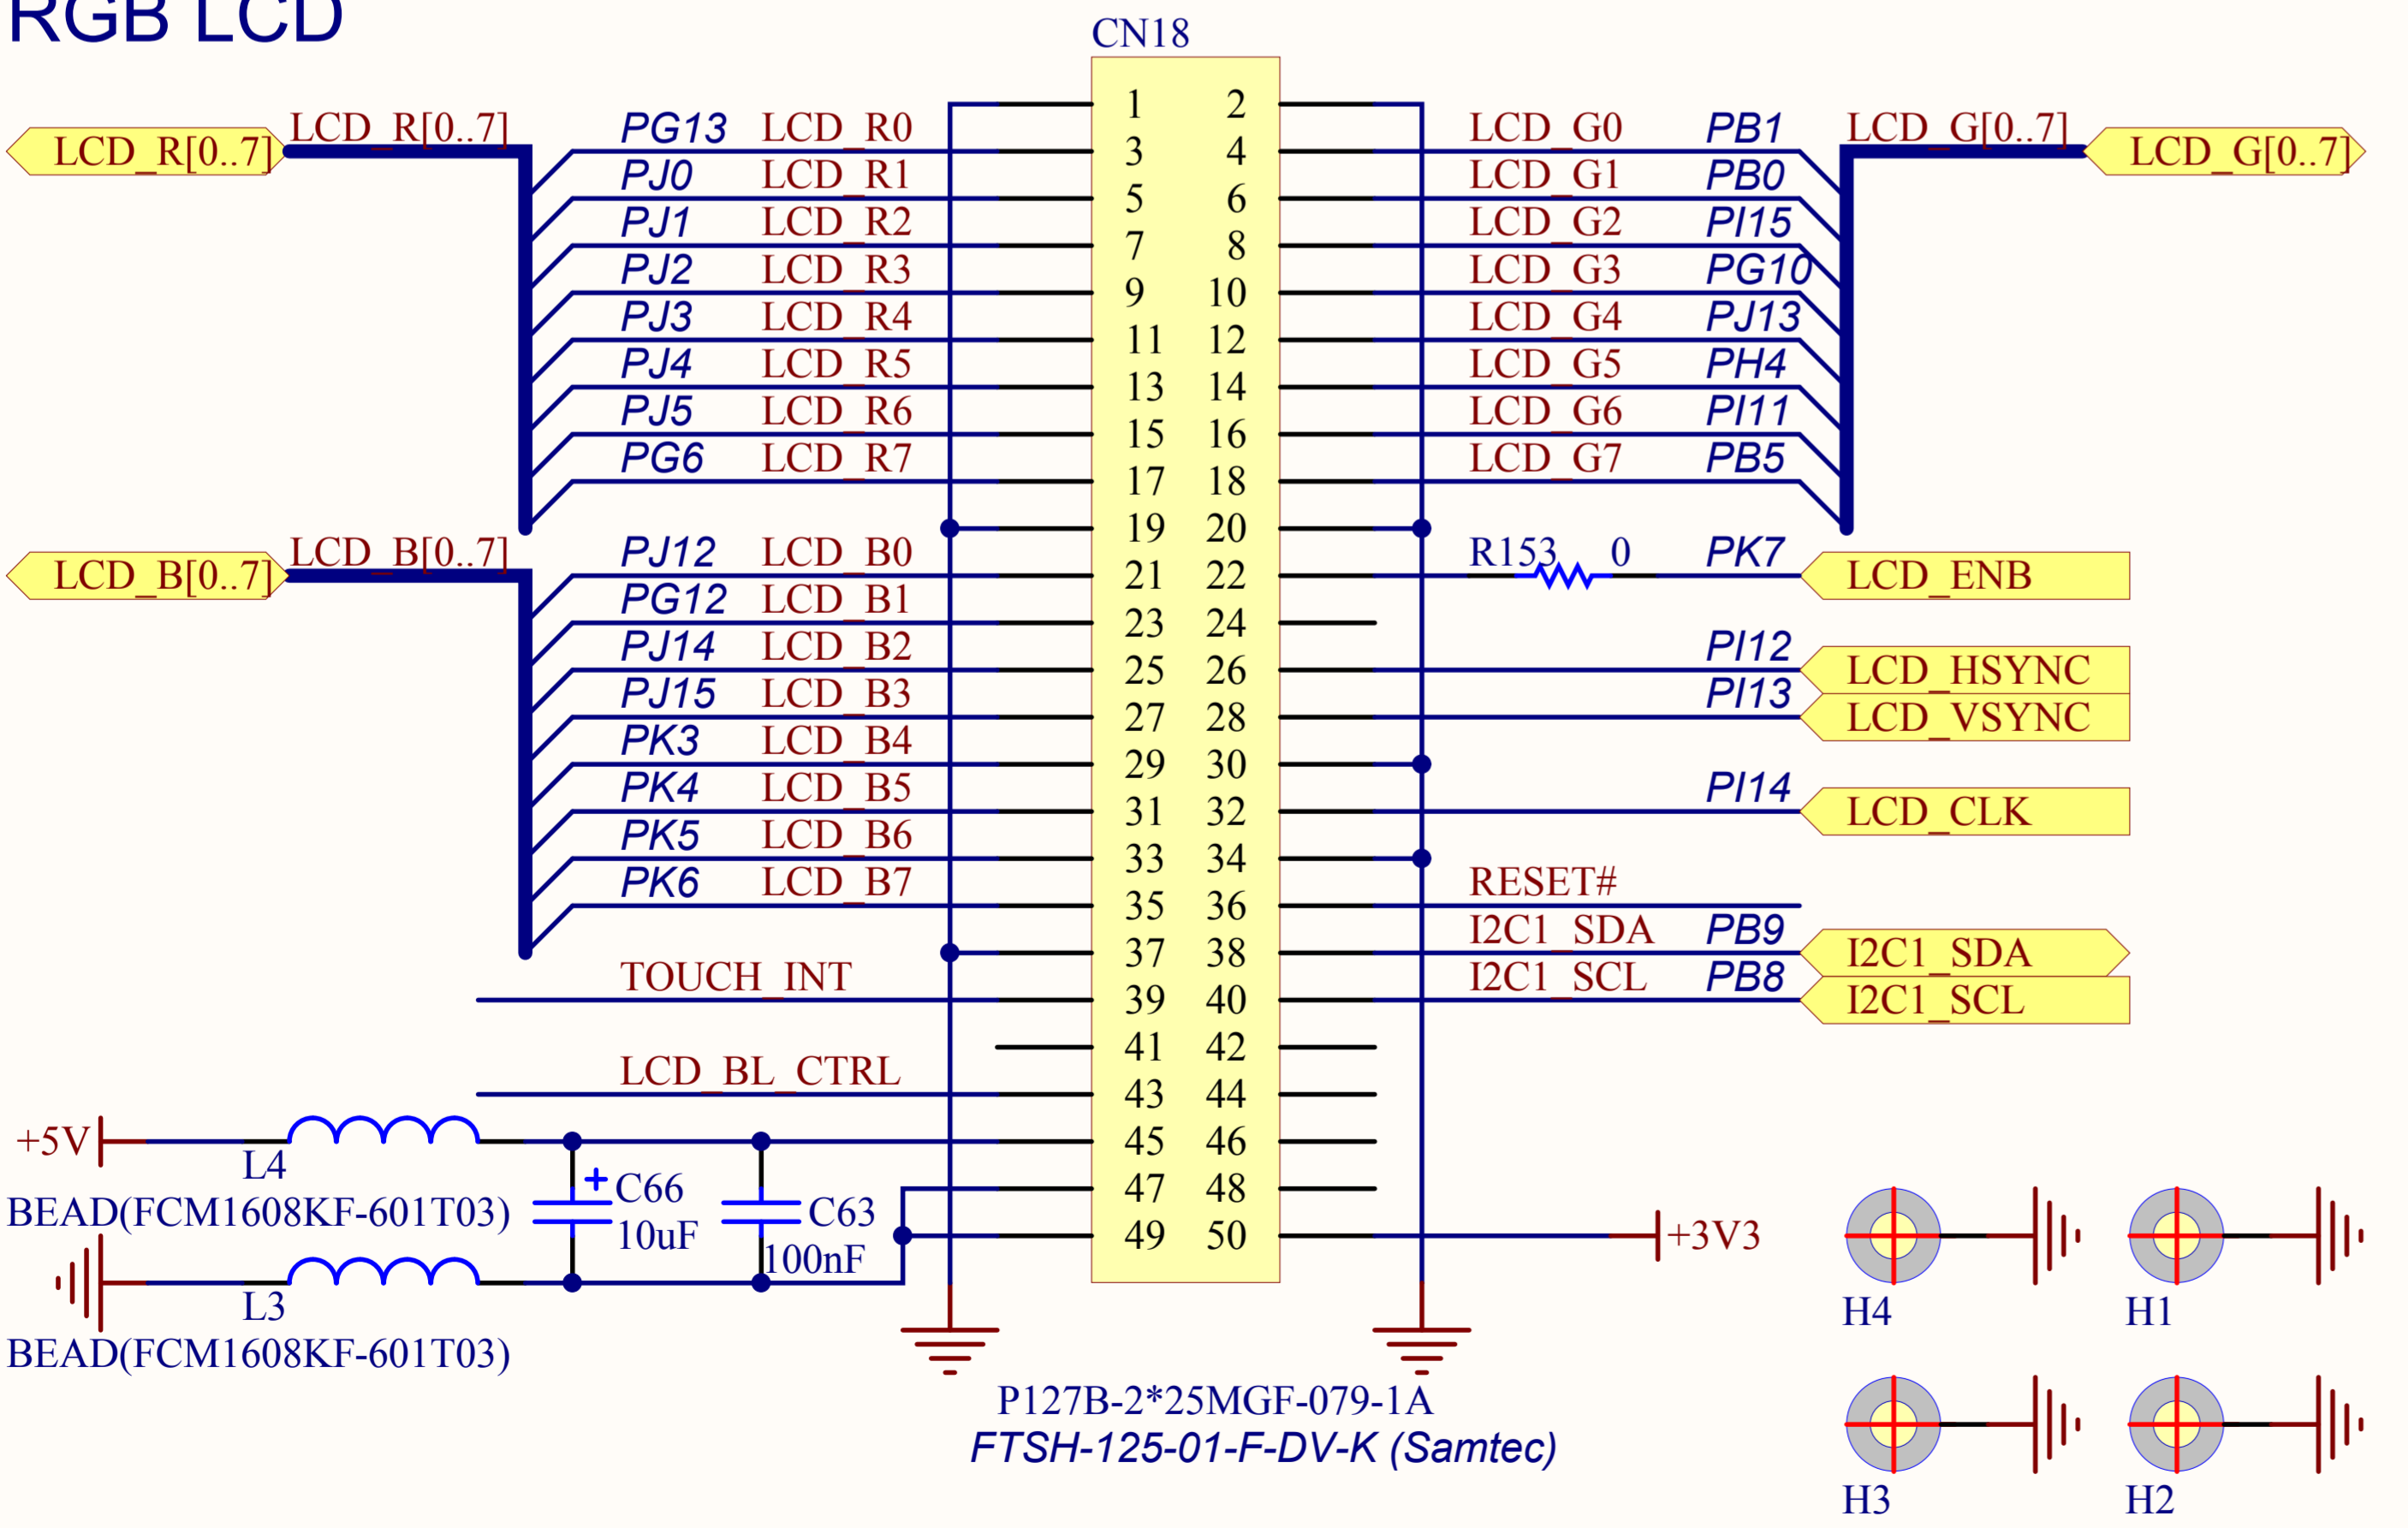 RGB LCD
CN18
1 2
LCD_R[0..7] LCD_R[0..7] PG13 LCD_R0 3 4 LCD_G0 PB1 LCD_G[0..7] LCD_G[0..7]
PJ0 LCD_R1 5 6 LCD_G1 PB0
PJ1 LCD_R2 7 8 LCD_G2 PI15
PJ2 LCD_R3 9 10 LCD_G3 PG10
PJ3 LCD_R4 11 12 LCD_G4 PJ13
PJ4 LCD_R5 13 14 LCD_G5 PH4
PJ5 LCD_R6 15 16 LCD_G6 PI11
PG6 LCD_R7 17 18 LCD_G7 PB5
19 20
LCD_B[0..7] LCD_B[0..7] PJ12 LCD_B0 21 22 R153 0 PK7 LCD_ENB
PG12 LCD_B1 23 24
PJ14 LCD_B2 25 26 PI12 LCD_HSYNC
PJ15 LCD_B3 27 28 PI13 LCD_VSYNC
PK3 LCD_B4 29 30
PK4 LCD_B5 31 32 PI14 LCD_CLK
PK5 LCD_B6 33 34
PK6 LCD_B7 35 36 RESET#
37 38 I2C1_SDA PB9 I2C1_SDA
TOUCH_INT 39 40 I2C1_SCL PB8 I2C1_SCL
41 42
LCD_BL_CTRL 43 44
+5V 45 46
L4
BEAD(FCM1608KF-601T03)
+ C66
10uF
C63
100nF
47 48
49 50 +3V3
L3
BEAD(FCM1608KF-601T03)
H4 H1
P127B-2*25MGF-079-1A
FTSH-125-01-F-DV-K (Samtec)
H3 H2